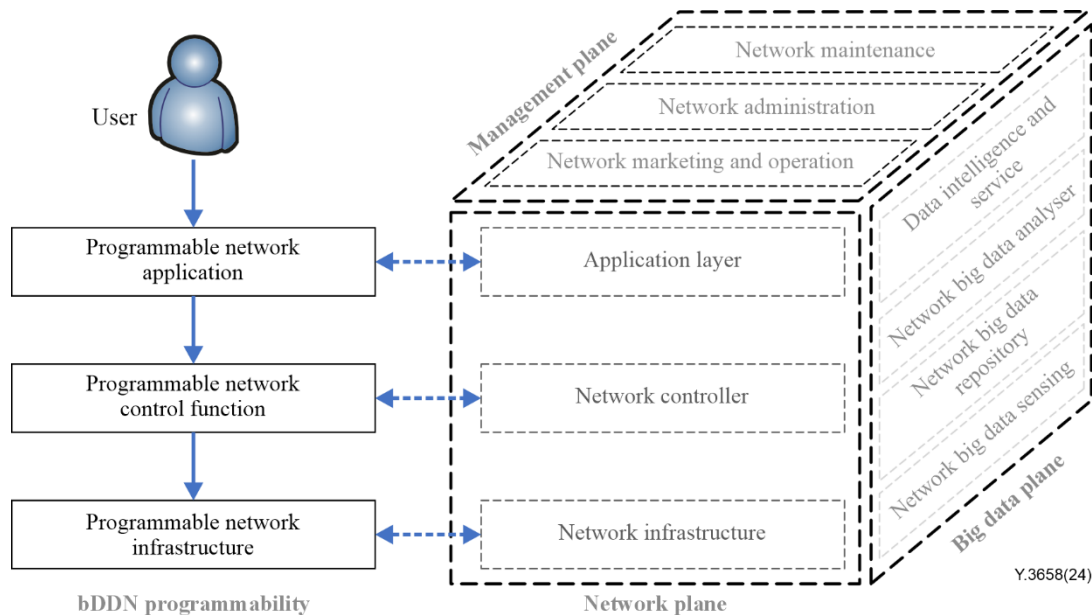 User
Programmable network
application
Programmable network
control function
Programmable network
infrastructure
bDDN programmability
Management plane
Network maintenance
Network administration
Network marketing and operation
Application layer
Network controller
Network infrastructure
Network plane
Data intelligence and
service
Network big data analyser
Network big data
repository
Network big data sensing
Big data plane
Y.3658(24)